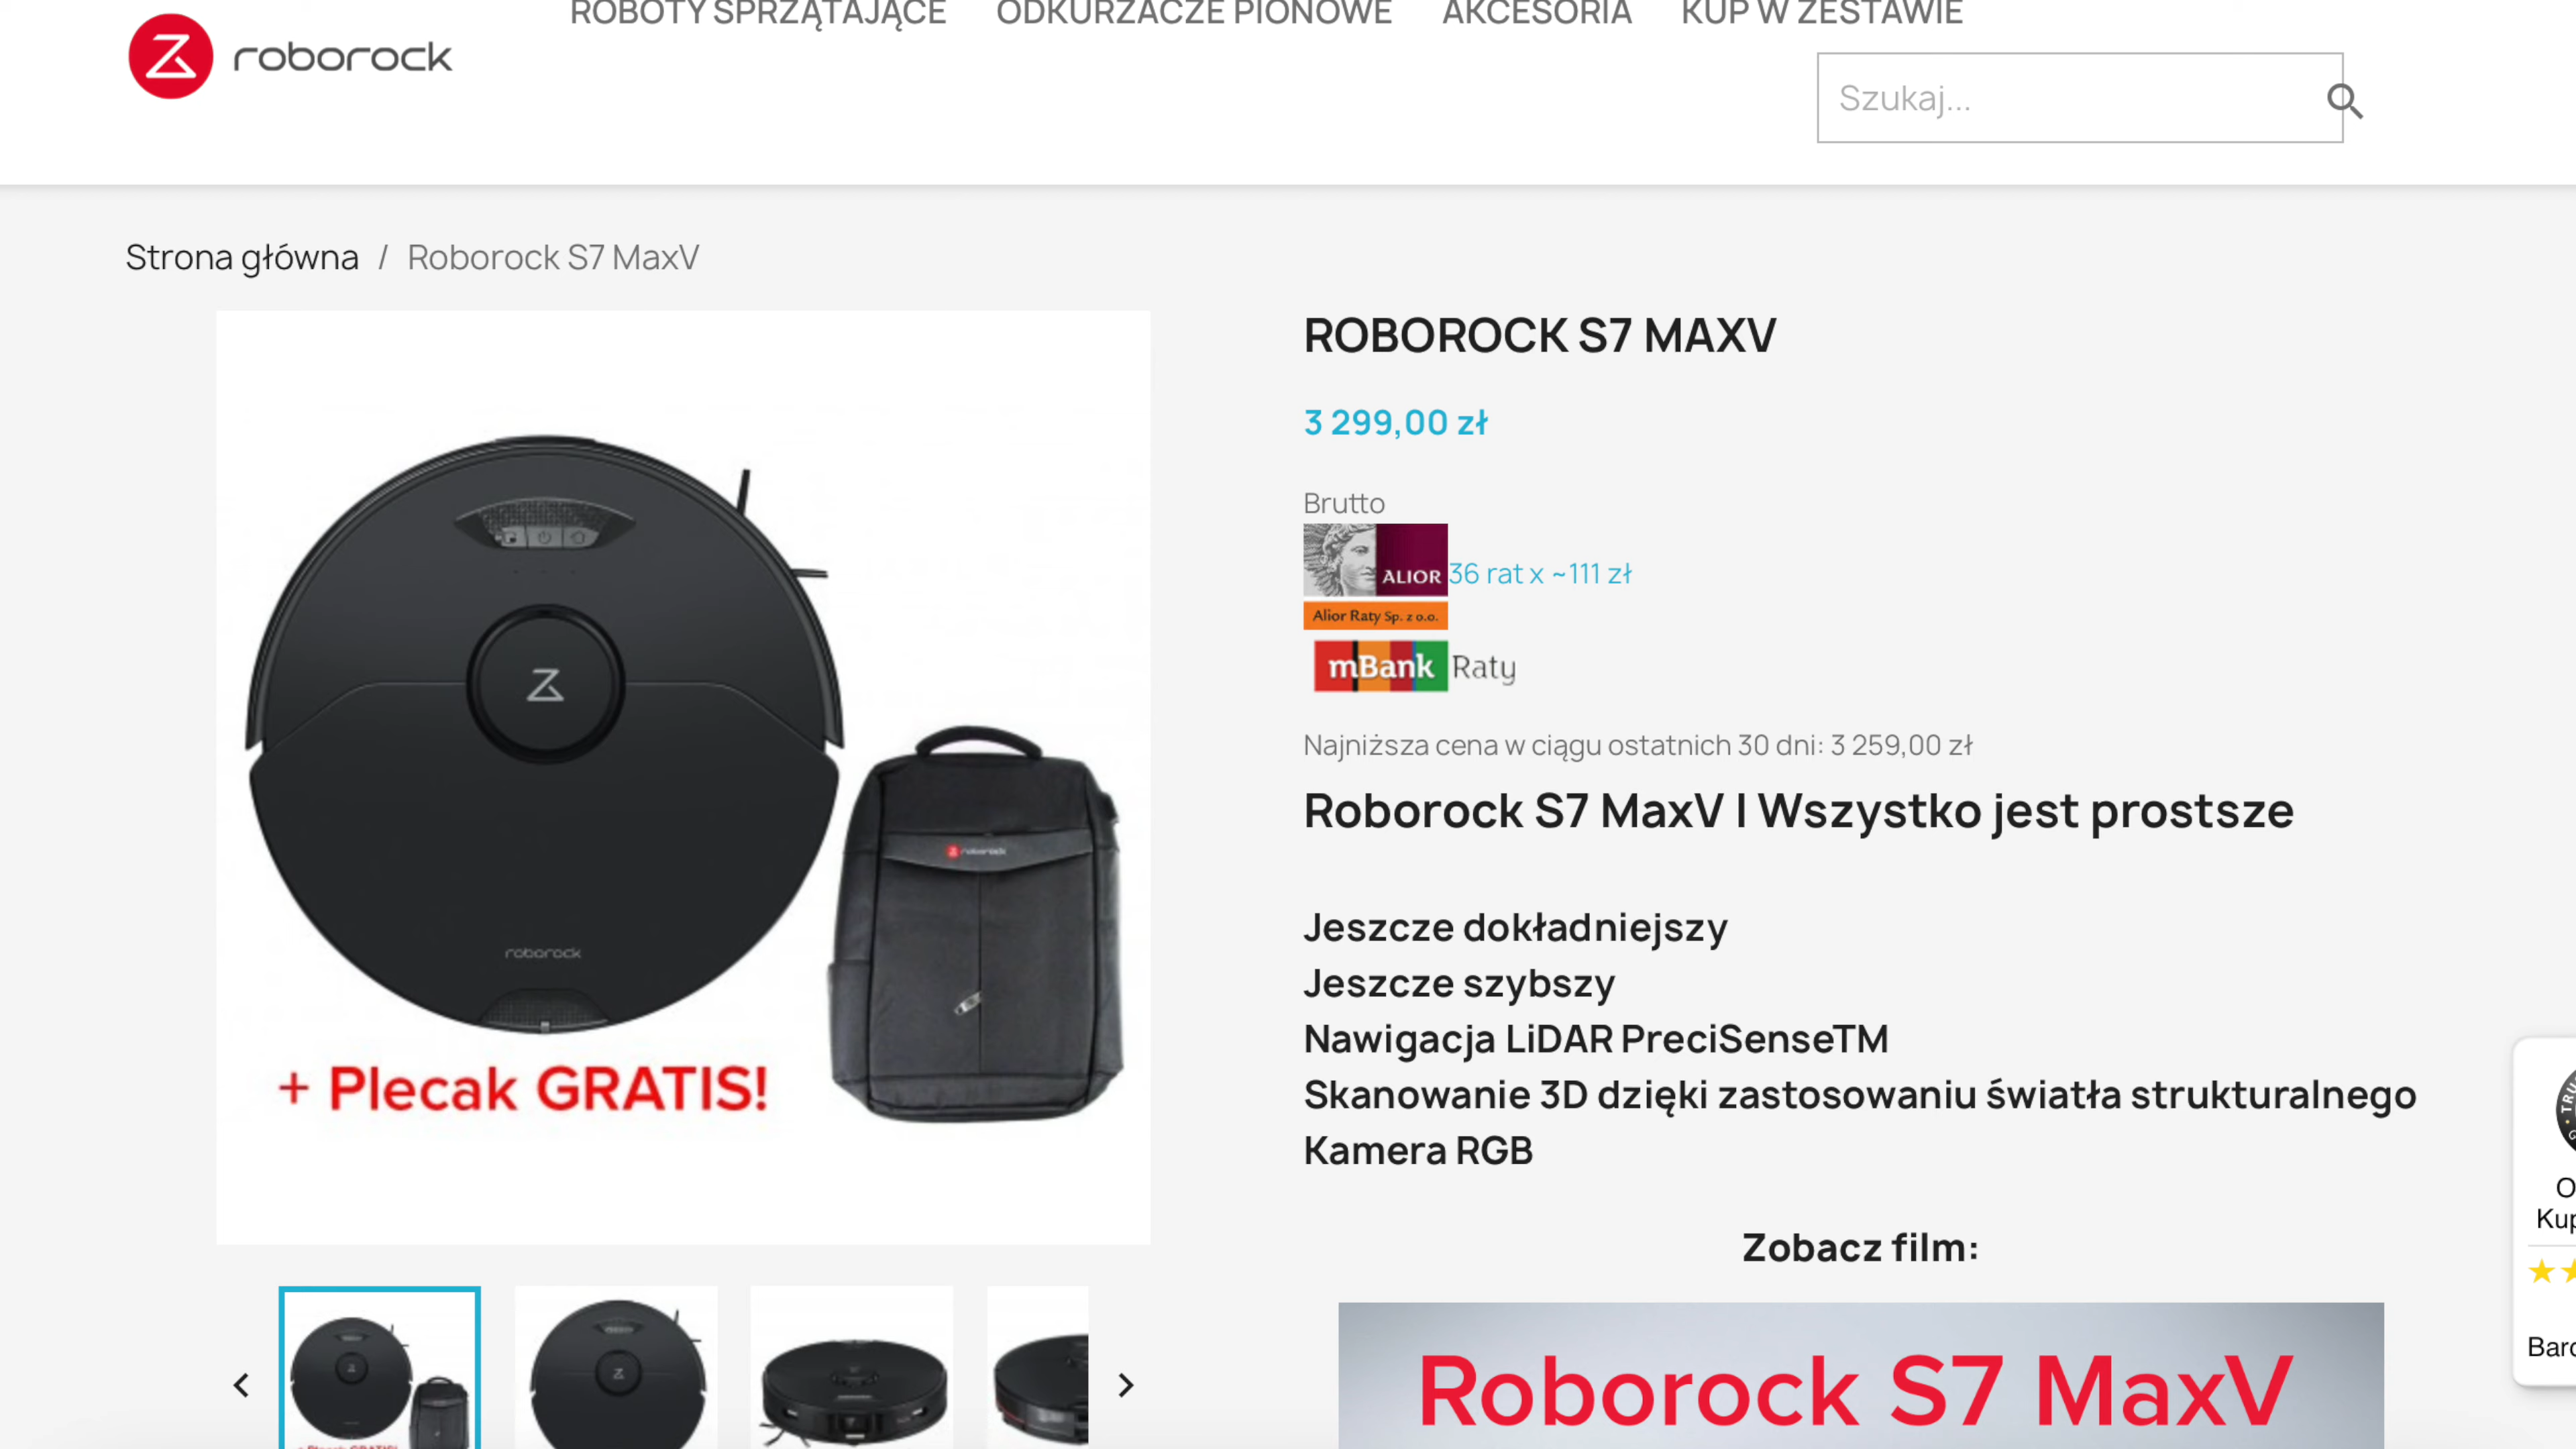 ROBOTY SPRZĄTAJĄCE ODKURZACZE PIONOWE AKCESORIA KUP W ZESTAWIE
roborock
Szukaj...
Strona główna / Roborock S7 MaxV
ROBOROCK S7 MAXV
3 299,00 zł
Brutto
ALIOR 36 rat x ~111 zł
Alior Raty Sp. z o.o.
mBank Raty
Najniższa cena w ciągu ostatnich 30 dni: 3 259,00 zł
Roborock S7 MaxV I Wszystko jest prostsze
Jeszcze dokładniejszy
Jeszcze szybszy
Nawigacja LiDAR PreciSenseTM
Skanowanie 3D dzięki zastosowaniu światła strukturalnego
Kamera RGB
Zobacz film:
Roborock S7 MaxV
roborock
roborock
+ Plecak GRATIS!